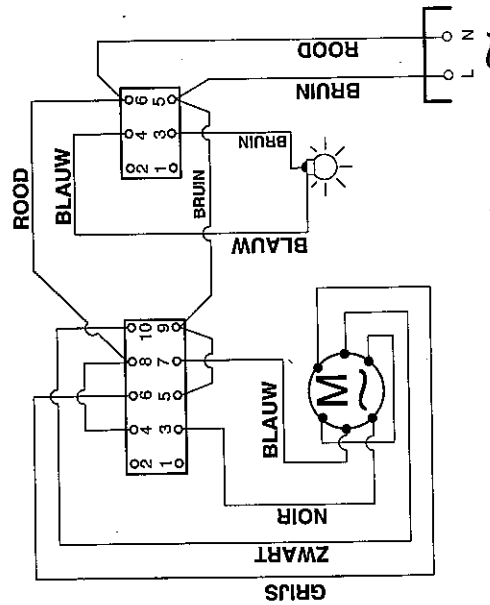 ROOD
BRUIN
N
L
6 5
4 3
2 1
BRUIN
ROOD
BLAUW
BRUIN
BLAUW
10 9
8 7
6 5
4 3
2 1
BLAUW
M
NOIR
ZWART
GRIJS